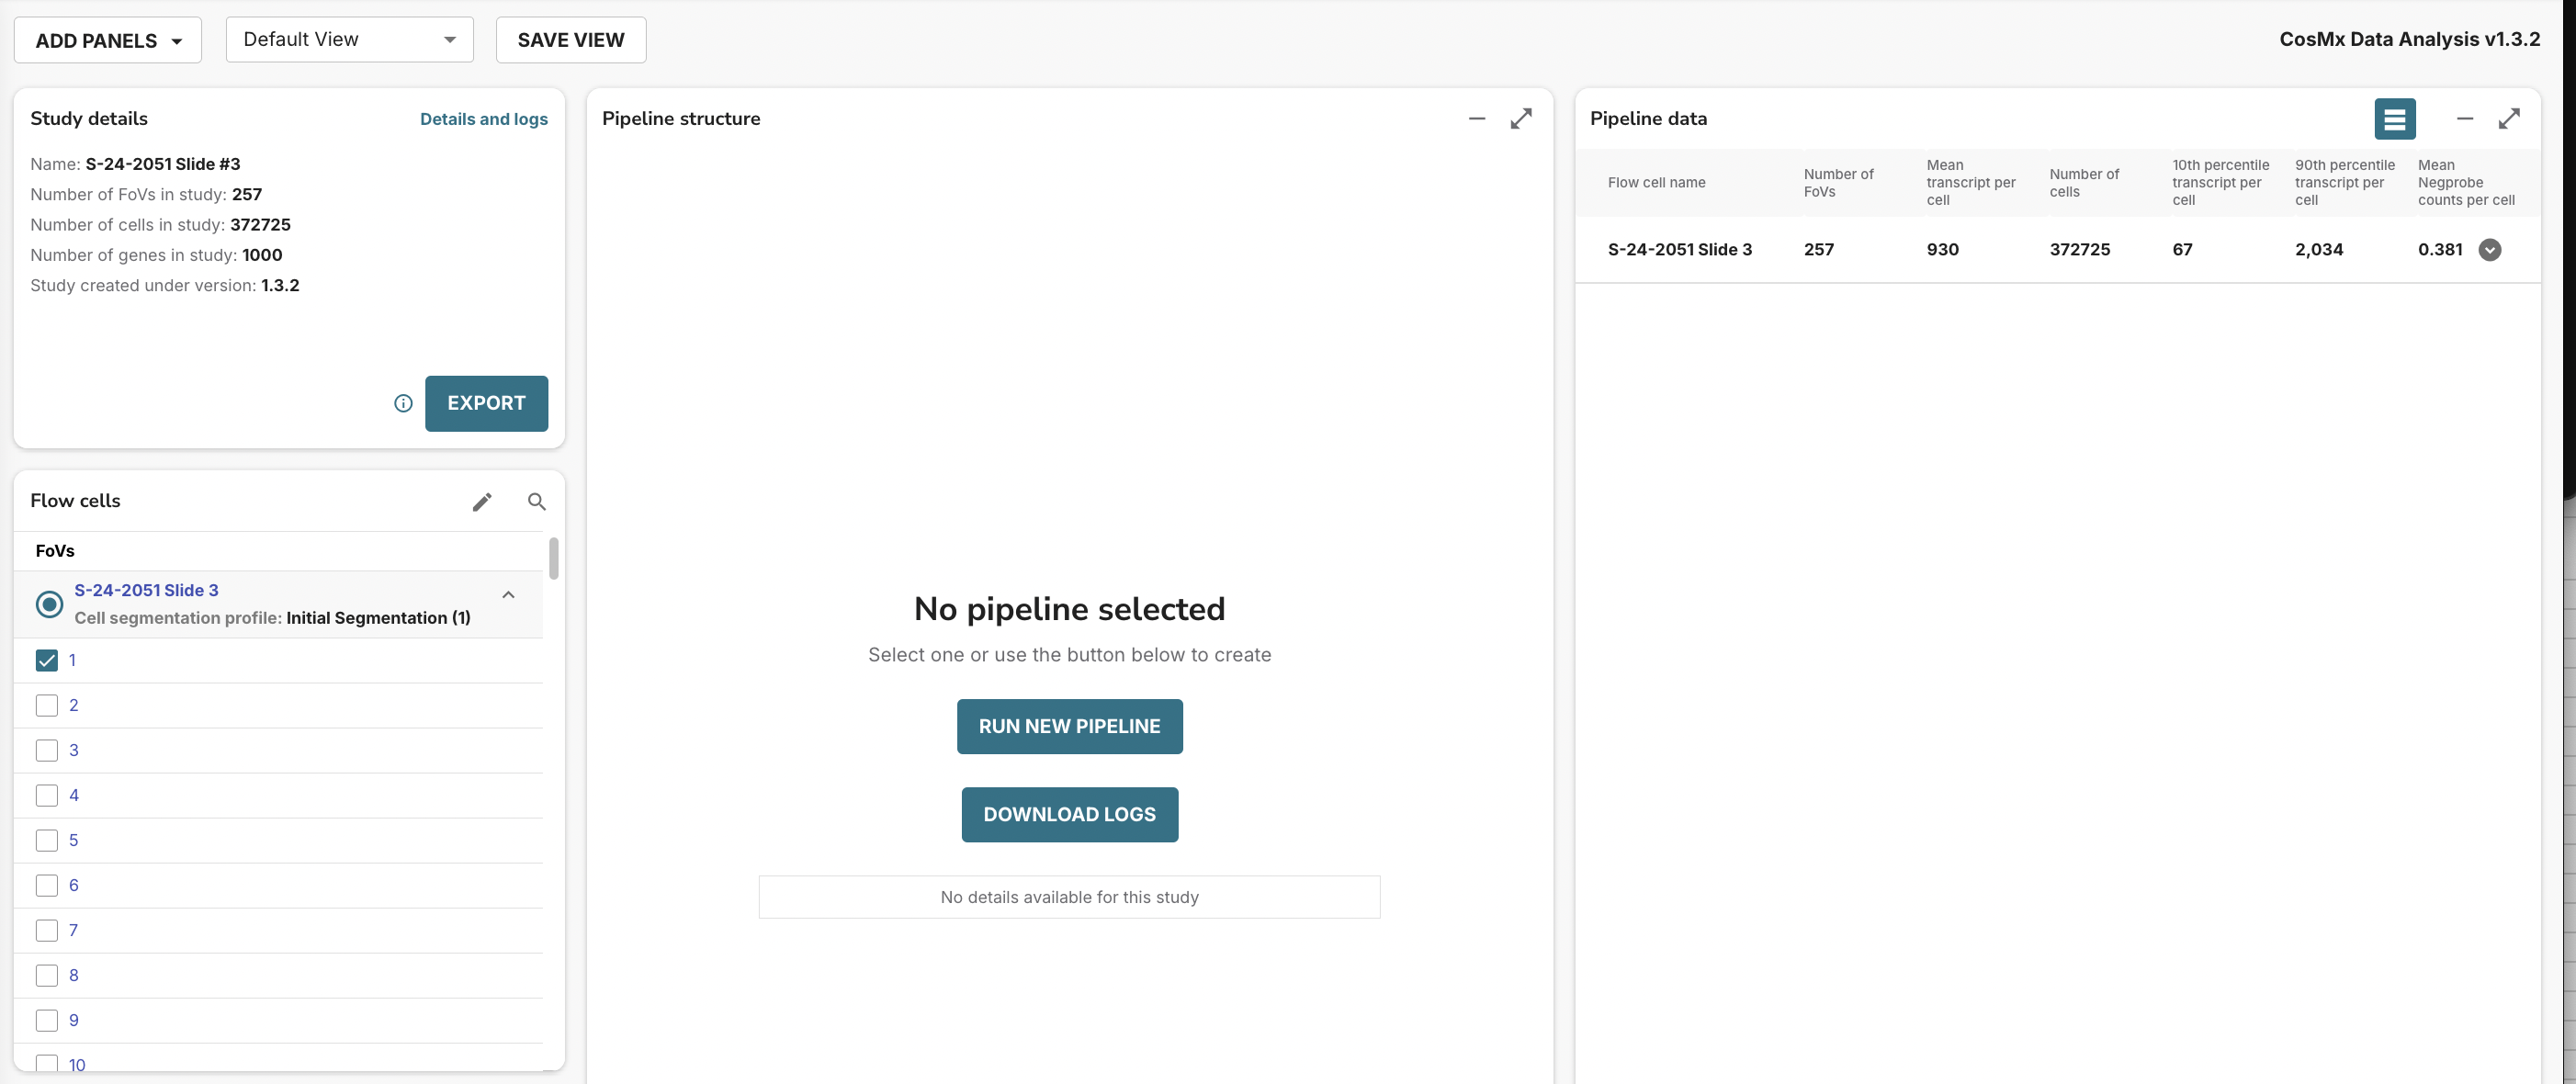 ADD PANELS
Default View
SAVE VIEW
CosMx Data Analysis v1.3.2
Study details
Details and logs
Name: S-24-2051 Slide #3
Number of FoVs in study: 257
Number of cells in study: 372725
Number of genes in study: 1000
Study created under version: 1.3.2
EXPORT
Flow cells
FoVs
S-24-2051 Slide 3
Cell segmentation profile: Initial Segmentation (1)
1
2
3
4
5
6
7
8
9
10
Pipeline structure
No pipeline selected
Select one or use the button below to create
RUN NEW PIPELINE
DOWNLOAD LOGS
No details available for this study
Pipeline data
Flow cell name
Number of
FoVs
Mean
transcript per
cell
Number of
cells
10th percentile
transcript per
cell
90th percentile
transcript per
cell
Mean
Negprobe
counts per cell
S-24-2051 Slide 3 257 930 372725 67 2,034 0.381